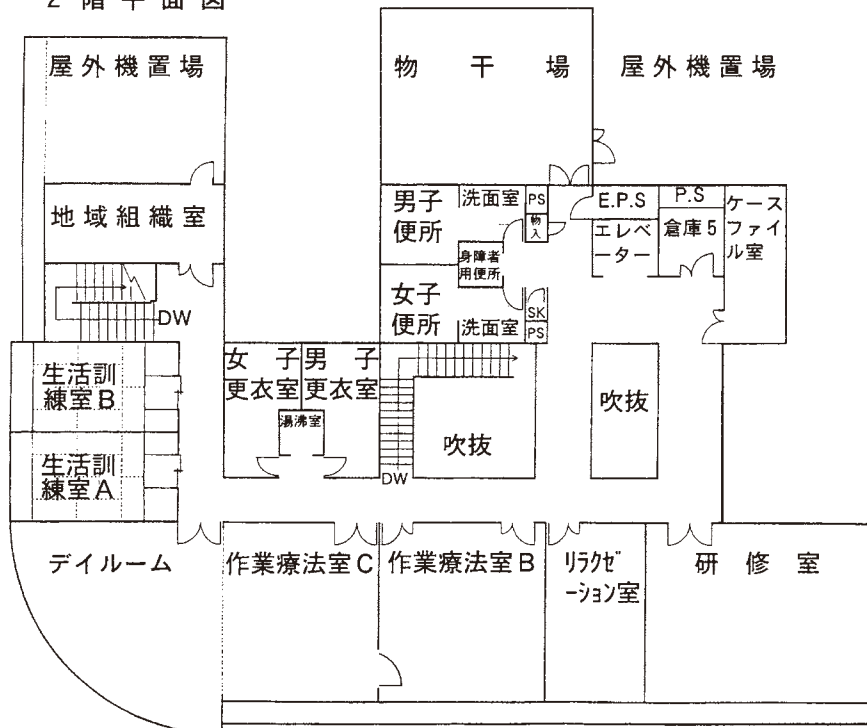 2 階 平 面 図
屋 外 機 置 場
物 干 場
屋 外 機 置 場
地 域 組 織 室
男子
便所
洗面室
PS
物
入
E.P.S
P.S
ケース
ファイ
ル室
エレベ
ーター
倉庫5
身障者
用便所
女子
便所
洗面室
SK
PS
DW
生活訓
練室B
女 子
更衣室
男 子
更衣室
湯沸室
吹抜
吹抜
生活訓
練室A
DW
デイルーム
作業療法室C
作業療法室B
リラクゼ
ーション室
研 修 室